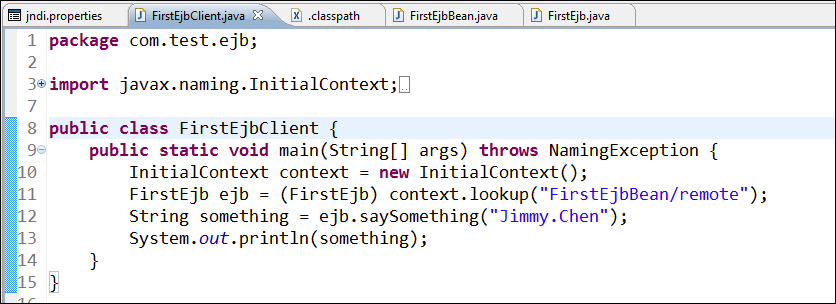 jndi.properties FirstEjbClient.java .classpath FirstEjbBean.java FirstEjb.java
1 package com.test.ejb;
2
3 import javax.naming.InitialContext;
7
8 public class FirstEjbClient {
9 public static void main(String[] args) throws NamingException {
10 InitialContext context = new InitialContext();
11 FirstEjb ejb = (FirstEjb) context.lookup("FirstEjbBean/remote");
12 String something = ejb.saySomething("Jimmy.Chen");
13 System.out.println(something);
14 }
15 }